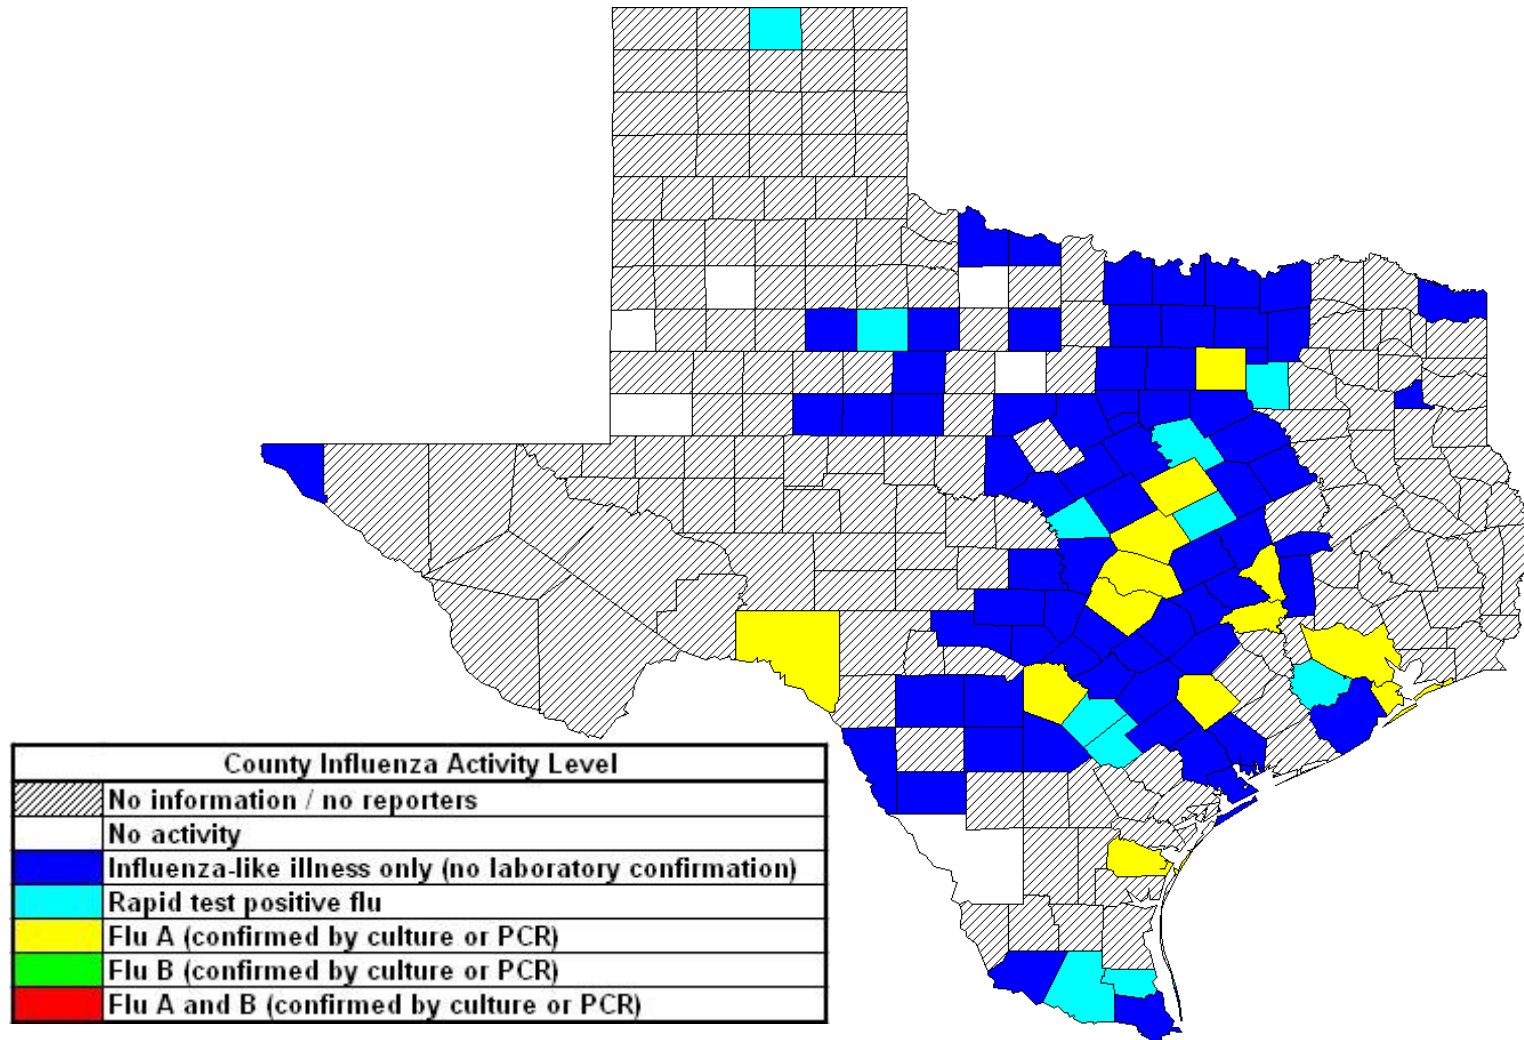 County Influenza Activity Level
No information / no reporters
No activity
Influenza-like illness only (no laboratory confirmation)
Rapid test positive flu
Flu A (confirmed by culture or PCR)
Flu B (confirmed by culture or PCR)
Flu A and B (confirmed by culture or PCR)